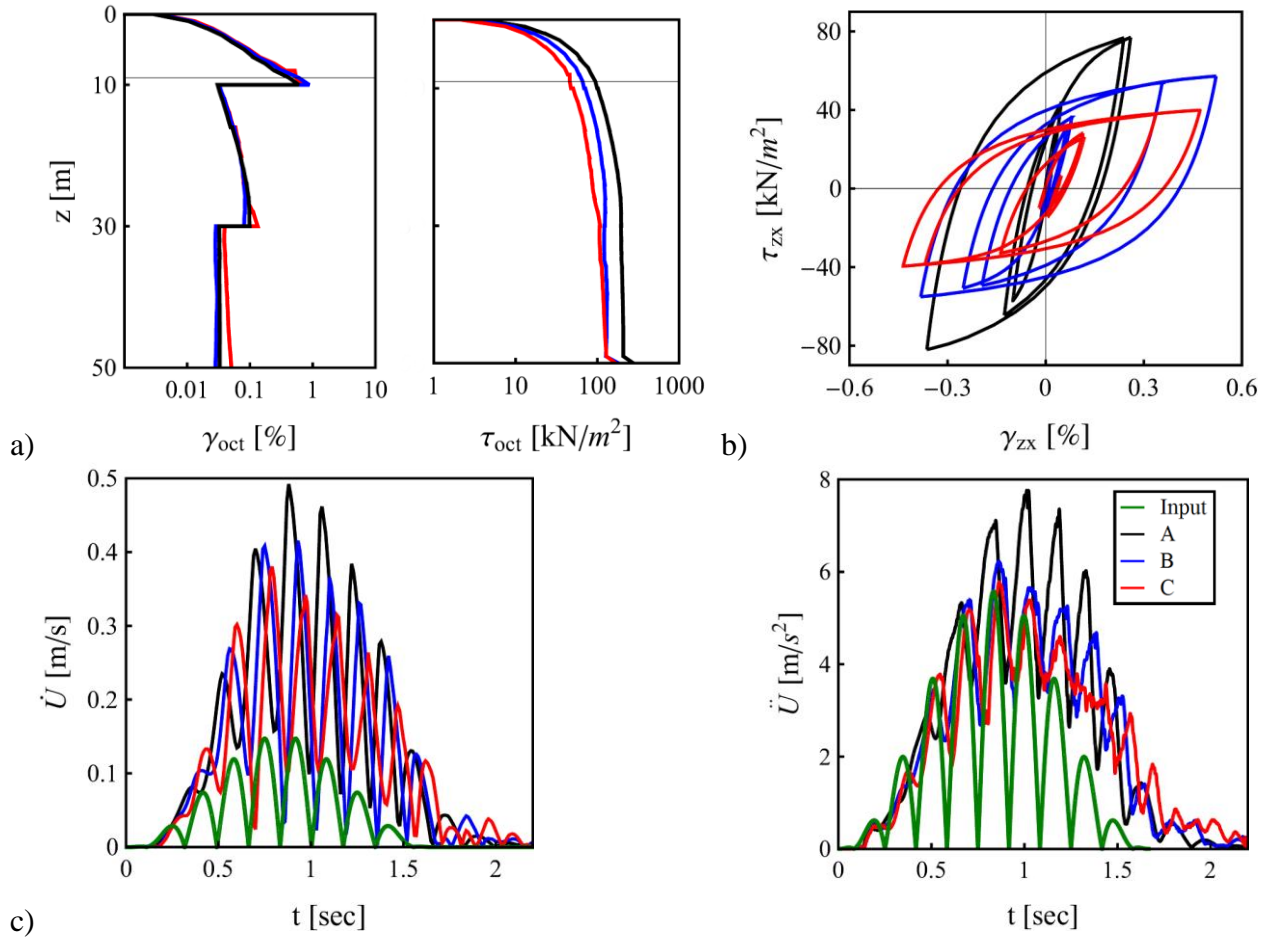 0
10
30
50
z [m]
0.01 0.1 1 10
γoct [%]
1 10 100 1000
τoct [kN/m²]
a)
80
40
0
−40
−80
τzx [kN/m²]
−0.6 −0.3 0 0.3 0.6
γzx [%]
b)
0.5
0.4
0.3
0.2
0.1
0
U̇ [m/s]
0 0.5 1 1.5 2
t [sec]
c)
8
6
4
2
0
Ü [m/s²]
Input
A
B
C
0 0.5 1 1.5 2
t [sec]